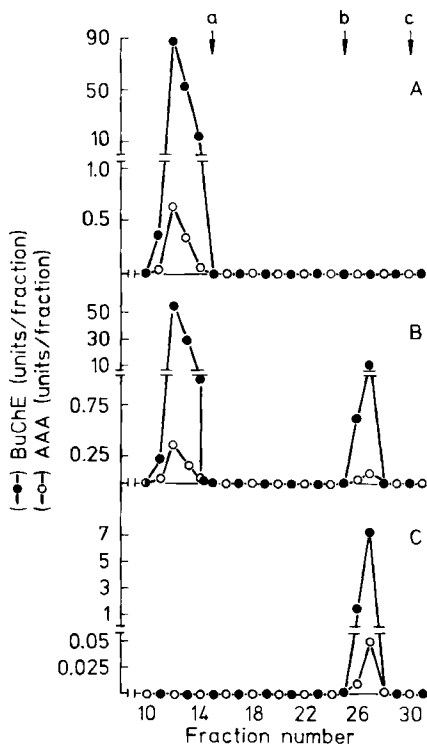 a b c
90
50
10
1.0
0.5
A
50
30
10
0.75
0.25
B
7
5
3
1
0.05
0.025
C
(-●-) BuChE (units/fraction)
(-○-) AAA (units/fraction)
10 14 18 22 26 30
Fraction number